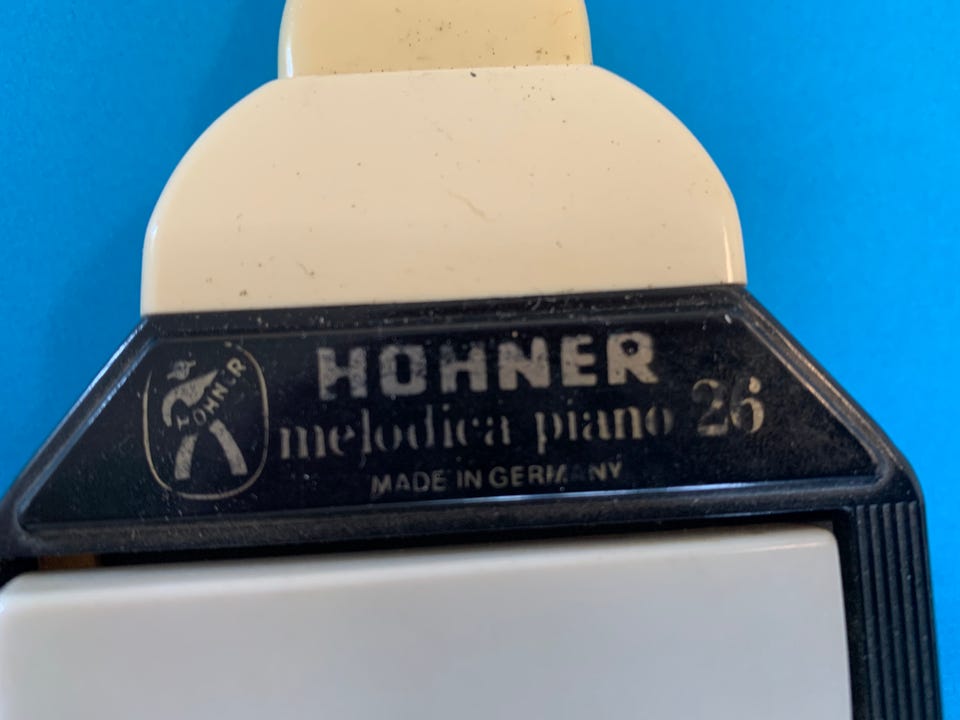 HOHNER
HOHNER
melodica piano 26
MADE IN GERMANY